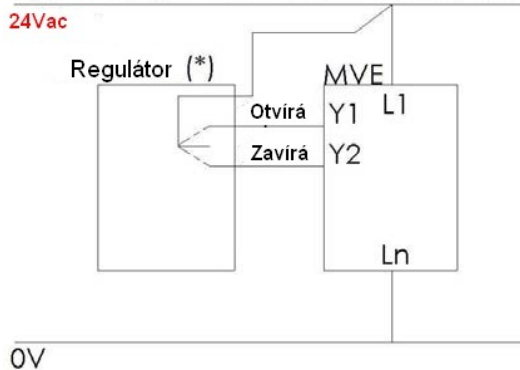 24Vac
Regulátor (*)
MVE
L1
Otvírá
Y1
Zavírá
Y2
Ln
0V